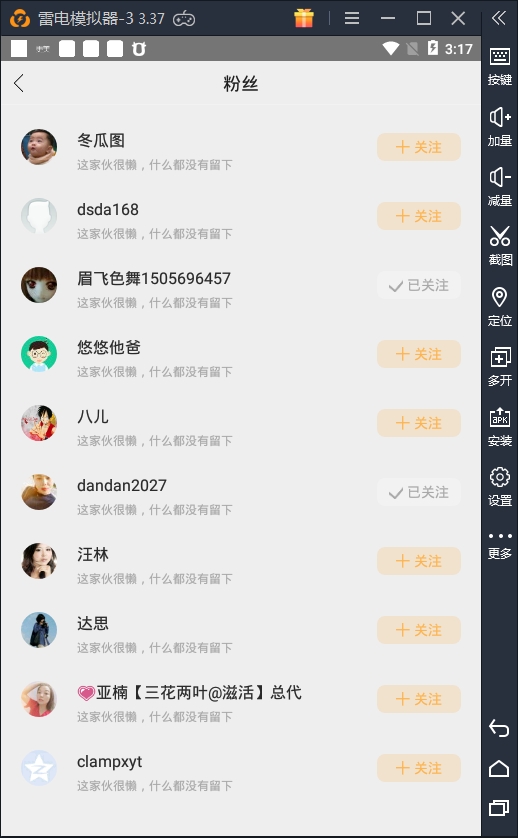 雷电模拟器-3 3.37
3:17
粉丝
冬瓜图
这家伙很懒，什么都没有留下
关注
dsda168
这家伙很懒，什么都没有留下
关注
眉飞色舞1505696457
这家伙很懒，什么都没有留下
已关注
悠悠他爸
这家伙很懒，什么都没有留下
关注
八儿
这家伙很懒，什么都没有留下
关注
dandan2027
这家伙很懒，什么都没有留下
已关注
汪林
这家伙很懒，什么都没有留下
关注
达思
这家伙很懒，什么都没有留下
关注
💗亚楠【三花两叶@滋活】总代
这家伙很懒，什么都没有留下
关注
clampxyt
这家伙很懒，什么都没有留下
关注
按键
加量
减量
截图
定位
多开
APK
安装
设置
更多